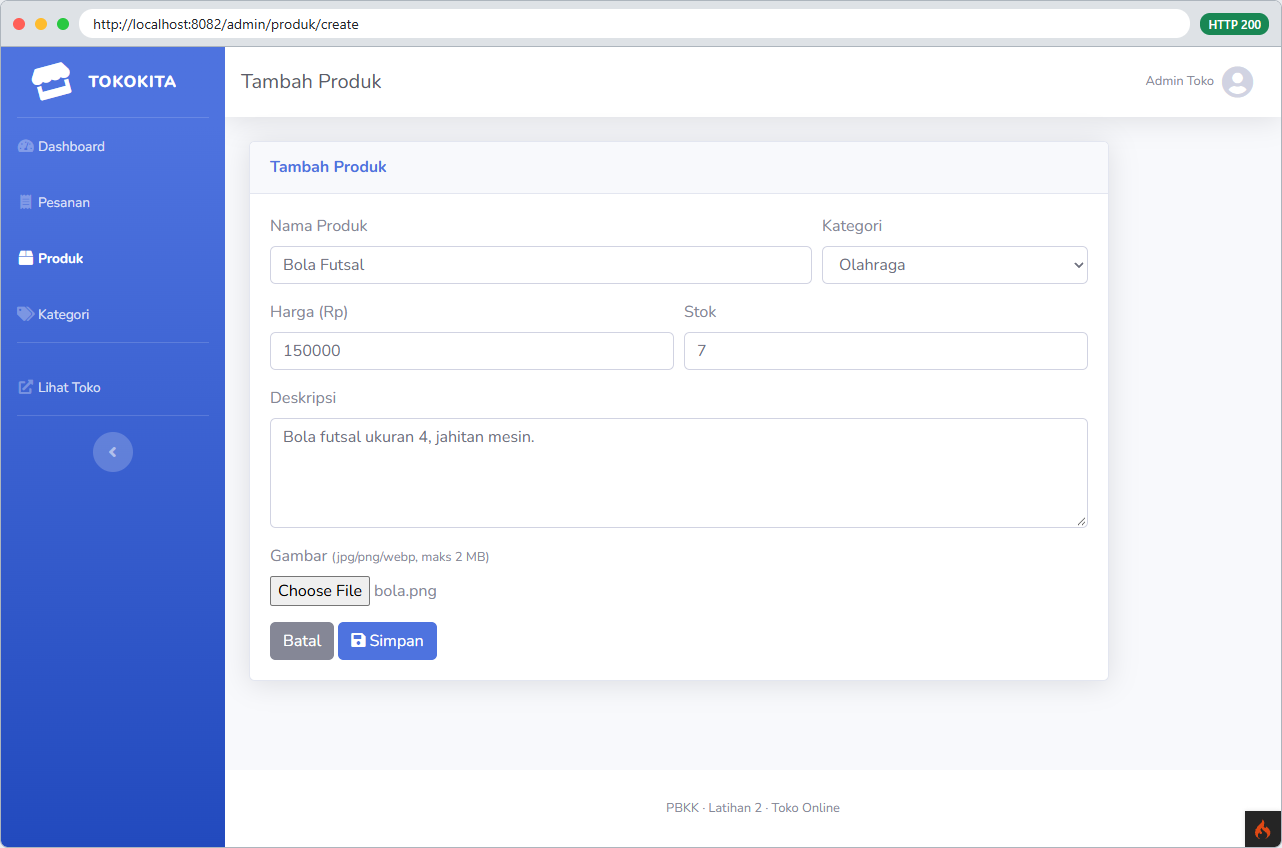 http://localhost:8082/admin/produk/create
HTTP 200
TOKOKITA
Tambah Produk
Admin Toko
Dashboard
Pesanan
Produk
Kategori
Lihat Toko
Tambah Produk
Nama Produk
Kategori
Bola Futsal
Olahraga
Harga (Rp)
Stok
150000
7
Deskripsi
Bola futsal ukuran 4, jahitan mesin.
Gambar (jpg/png/webp, maks 2 MB)
Choose File bola.png
Batal
Simpan
PBKK · Latihan 2 · Toko Online